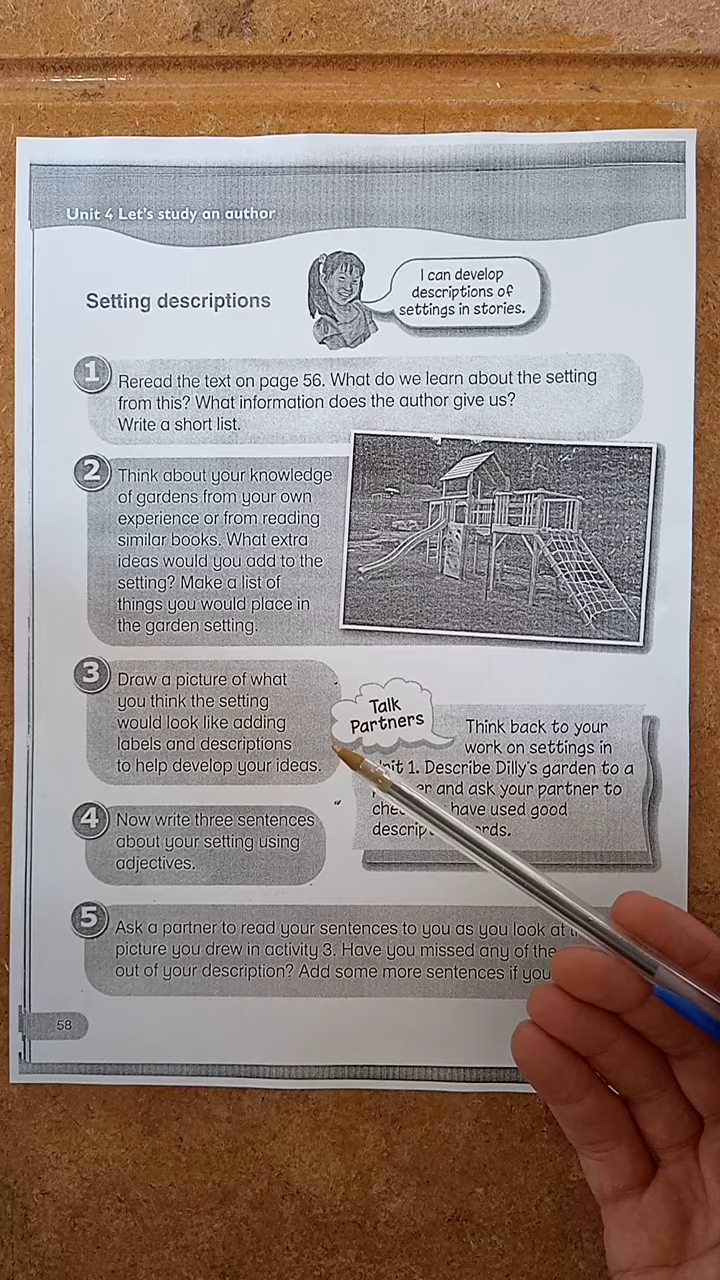 Unit 4 Let's study an author
Setting descriptions
I can develop
descriptions of
settings in stories.
1
Reread the text on page 56. What do we learn about the setting
from this? What information does the author give us?
Write a short list.
2
Think about your knowledge
of gardens from your own
experience or from reading
similar books. What extra
ideas would you add to the
setting? Make a list of
things you would place in
the garden setting.
3
Draw a picture of what
you think the setting
would look like adding
labels and descriptions
to help develop your ideas.
Talk
Partners
Think back to your
work on settings in
1. Describe Dilly's garden to a
and ask your partner to
have used good
4
Now write three sentences
about your setting using
adjectives.
5
Ask a partner to read your sentences to you as you look at
picture you drew in activity 3. Have you missed any of the
out of your description? Add some more sentences if you
58